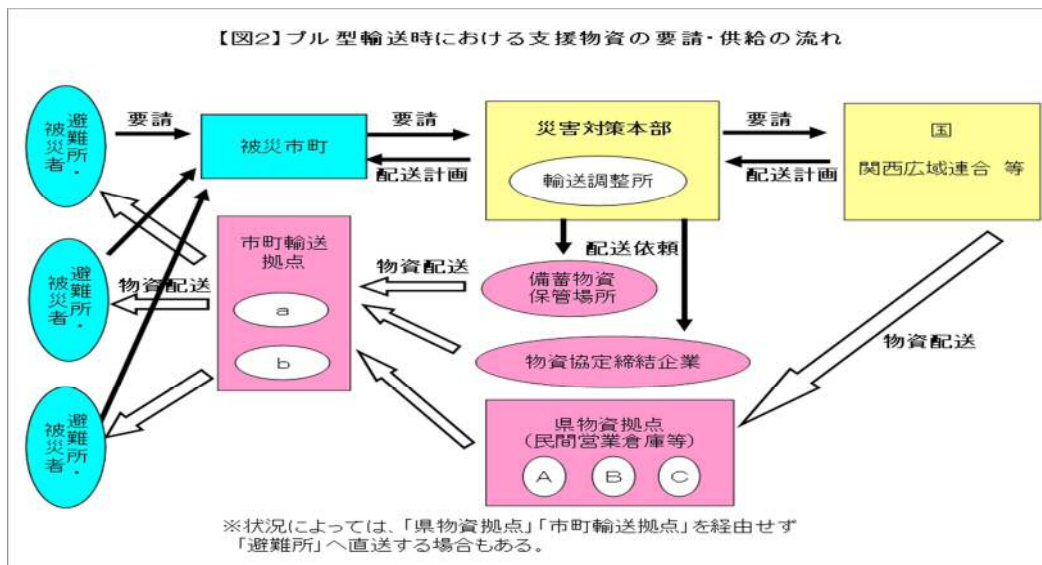 【図2】プル型輸送時における支援物資の要請・供給の流れ
避難所・
被災者
要請
被災市町
要請
配送計画
災害対策本部
輸送調整所
要請
配送計画
国
関西広域連合 等
避難所・
被災者
物資配送
市町輸送
拠点
a
b
物資配送
配送依頼
備蓄物資
保管場所
物資協定締結企業
物資配送
避難所・
被災者
県物資拠点
(民間営業倉庫等)
A
B
C
※状況によっては、「県物資拠点」「市町輸送拠点」を経由せず
「避難所」へ直送する場合もある。